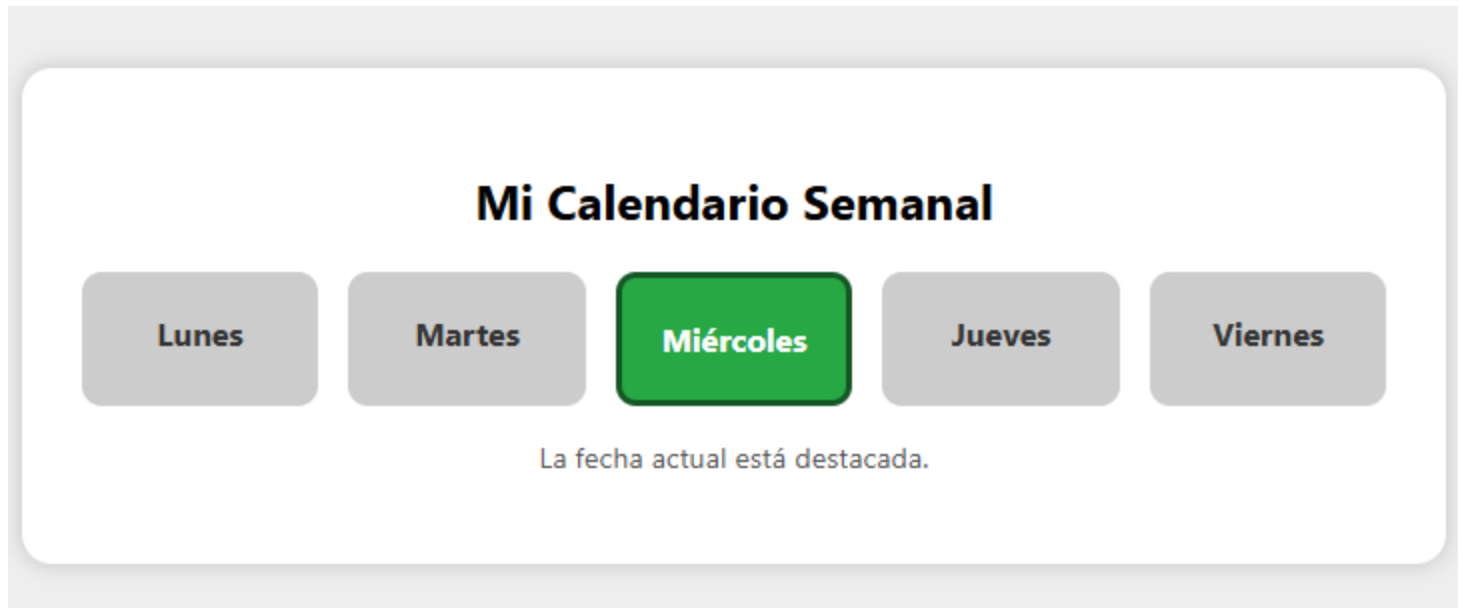 Mi Calendario Semanal
Lunes Martes Miércoles Jueves Viernes
La fecha actual está destacada.